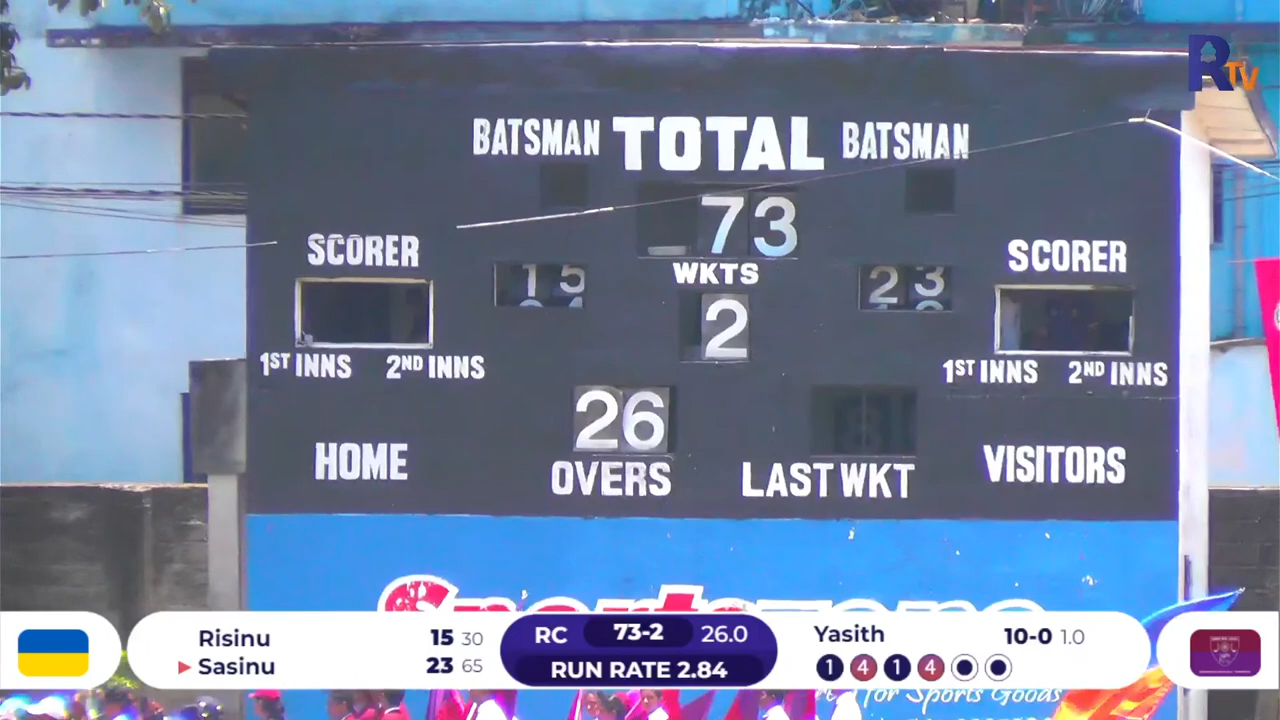 RTV
BATSMAN TOTAL BATSMAN
73
SCORER
SCORER
WKTS
15
23
2
1ST INNS 2ND INNS
1ST INNS 2ND INNS
26
HOME
OVERS
LAST WKT
VISITORS
Sportszone
Risinu 15 30
Sasinu 23 65
RC 73-2 26.0
RUN RATE 2.84
Yasith 10-0 1.0
1 4 1 4
for Sports Goods